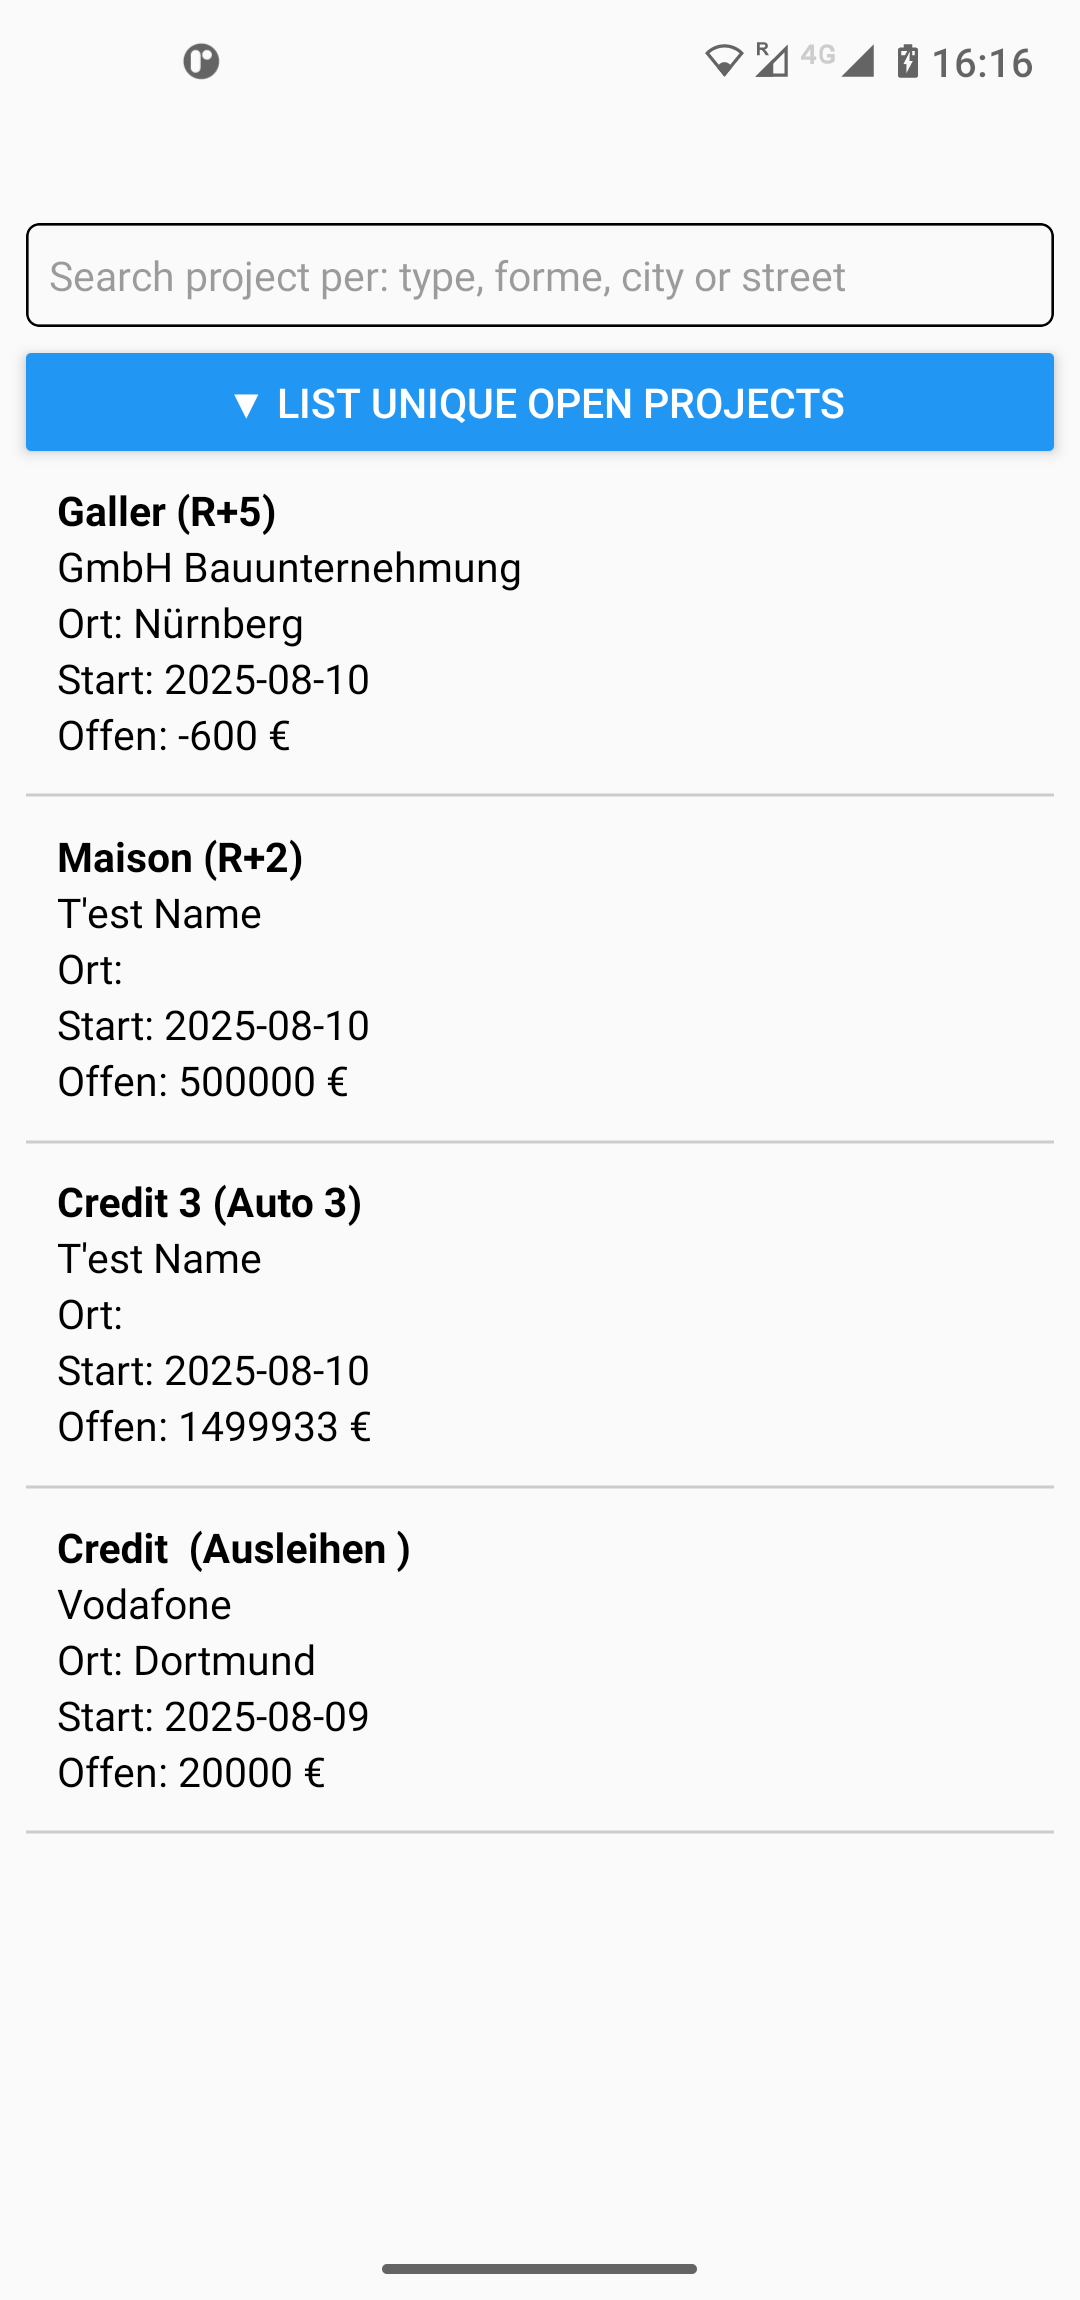 R 4G 16:16
Search project per: type, forme, city or street
▼ LIST UNIQUE OPEN PROJECTS
Galler (R+5)
GmbH Bauunternehmung
Ort: Nürnberg
Start: 2025-08-10
Offen: -600 €
Maison (R+2)
T'est Name
Ort:
Start: 2025-08-10
Offen: 500000 €
Credit 3 (Auto 3)
T'est Name
Ort:
Start: 2025-08-10
Offen: 1499933 €
Credit  (Ausleihen )
Vodafone
Ort: Dortmund
Start: 2025-08-09
Offen: 20000 €